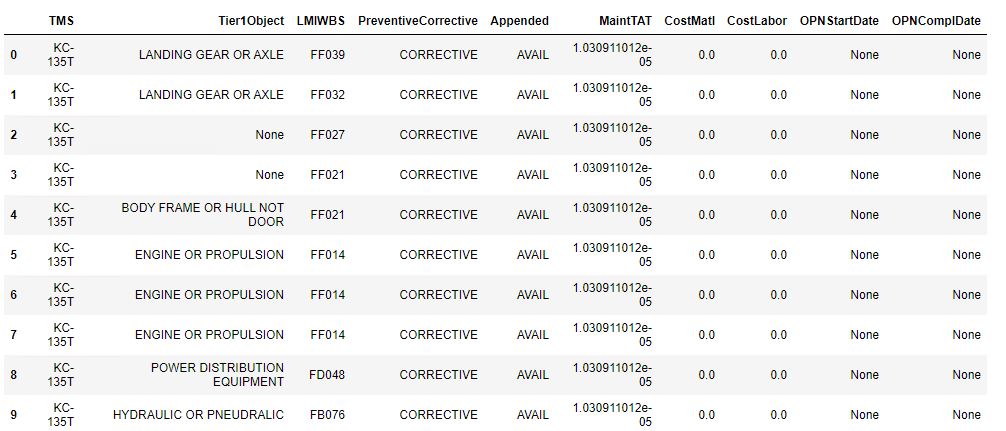 TMS Tier1Object LMIWBS PreventiveCorrective Appended MaintTAT CostMatl CostLabor OPNStartDate OPNComplDate
0 KC-135T LANDING GEAR OR AXLE FF039 CORRECTIVE AVAIL 1.030911012e-05 0.0 0.0 None None
1 KC-135T LANDING GEAR OR AXLE FF032 CORRECTIVE AVAIL 1.030911012e-05 0.0 0.0 None None
2 KC-135T None FF027 CORRECTIVE AVAIL 1.030911012e-05 0.0 0.0 None None
3 KC-135T None FF021 CORRECTIVE AVAIL 1.030911012e-05 0.0 0.0 None None
4 KC-135T BODY FRAME OR HULL NOT DOOR FF021 CORRECTIVE AVAIL 1.030911012e-05 0.0 0.0 None None
5 KC-135T ENGINE OR PROPULSION FF014 CORRECTIVE AVAIL 1.030911012e-05 0.0 0.0 None None
6 KC-135T ENGINE OR PROPULSION FF014 CORRECTIVE AVAIL 1.030911012e-05 0.0 0.0 None None
7 KC-135T ENGINE OR PROPULSION FF014 CORRECTIVE AVAIL 1.030911012e-05 0.0 0.0 None None
8 KC-135T POWER DISTRIBUTION EQUIPMENT FD048 CORRECTIVE AVAIL 1.030911012e-05 0.0 0.0 None None
9 KC-135T HYDRAULIC OR PNEUDRALIC FB076 CORRECTIVE AVAIL 1.030911012e-05 0.0 0.0 None None